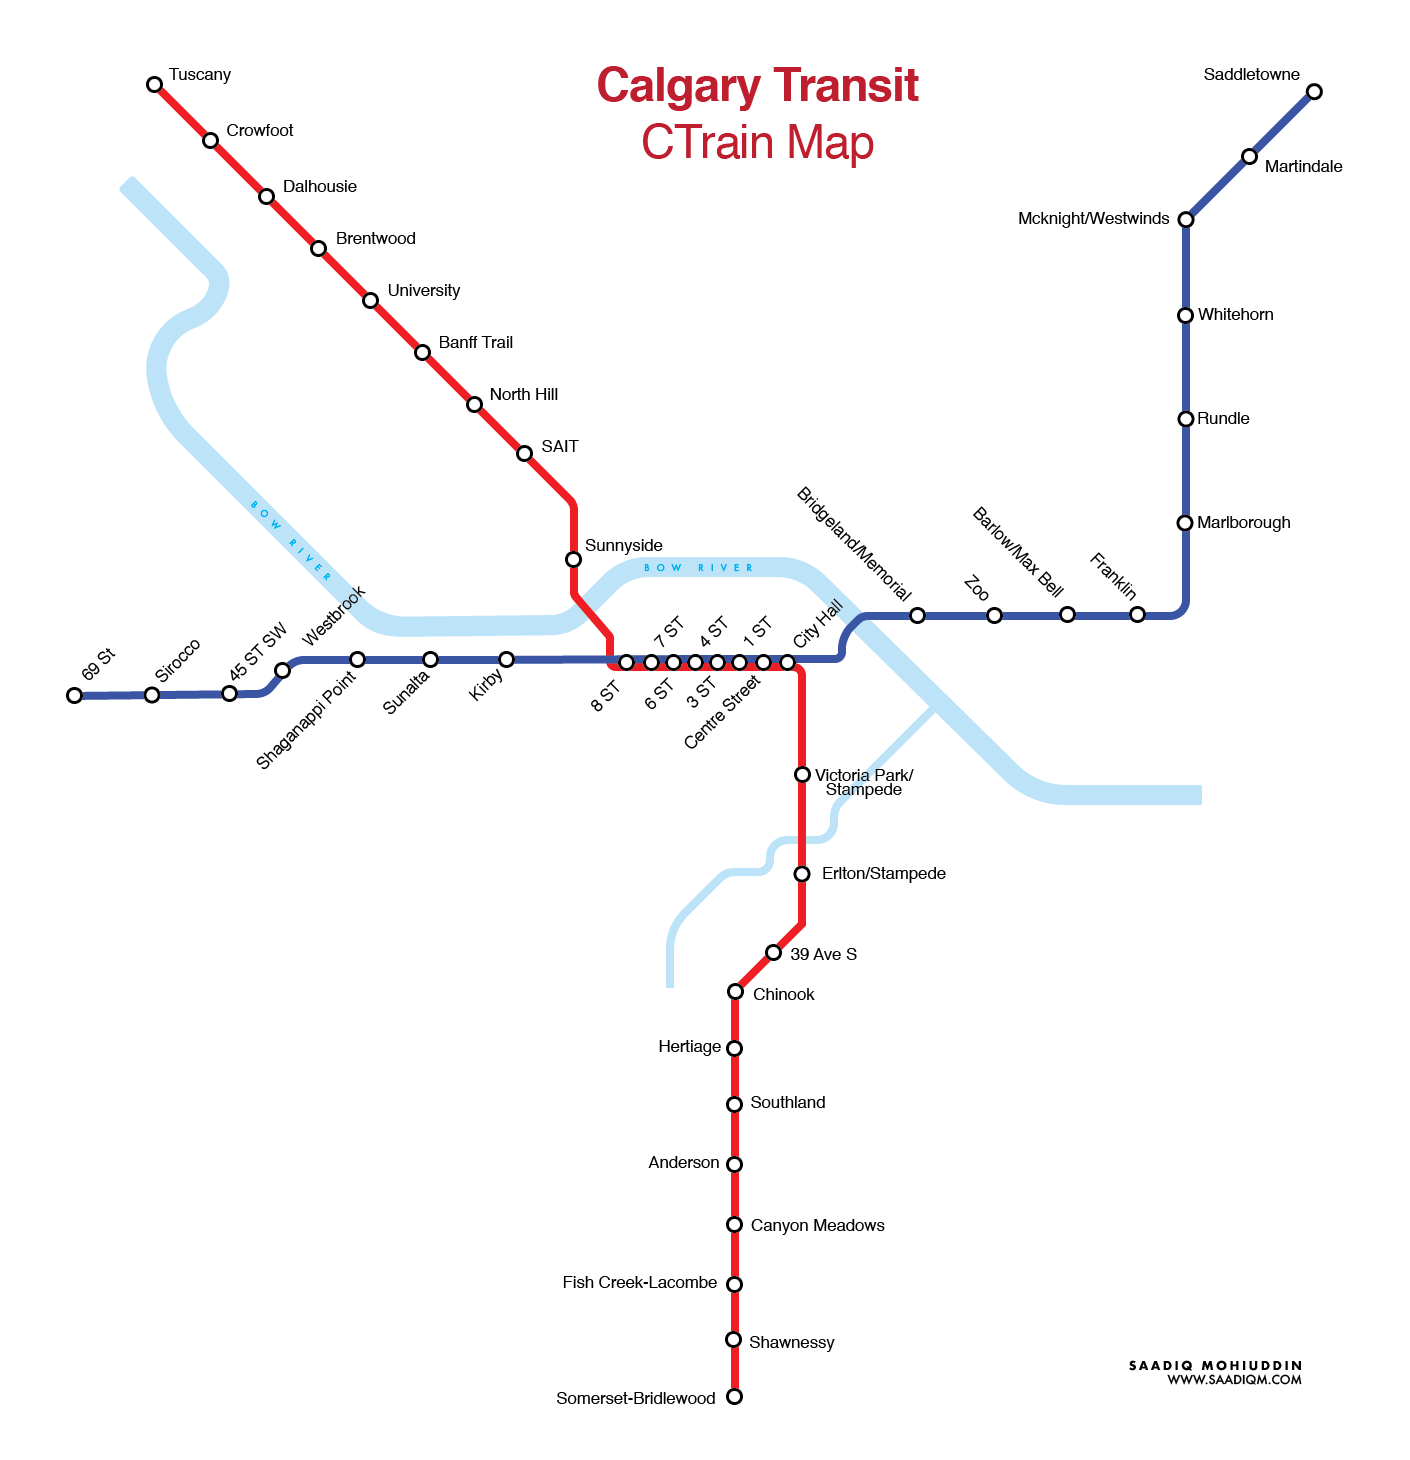 Calgary Transit
CTrain Map
Tuscany
Crowfoot
Dalhousie
Brentwood
University
Banff Trail
North Hill
SAIT
Sunnyside
Saddletowne
Martindale
Mcknight/Westwinds
Whitehorn
Rundle
Marlborough
Franklin
Barlow/Max Bell
Zoo
Bridgeland/Memorial
BOW RIVER
BOW RIVER
69 St
Sirocco
45 ST SW
Westbrook
Shaganappi Point
Sunalta
Kirby
8 ST
7 ST
6 ST
4 ST
3 ST
1 ST
Centre Street
City Hall
Victoria Park/
Stampede
Erlton/Stampede
39 Ave S
Chinook
Hertiage
Southland
Anderson
Canyon Meadows
Fish Creek-Lacombe
Shawnessy
Somerset-Bridlewood
SAADIQ MOHIUDDIN
WWW.SAADIQM.COM